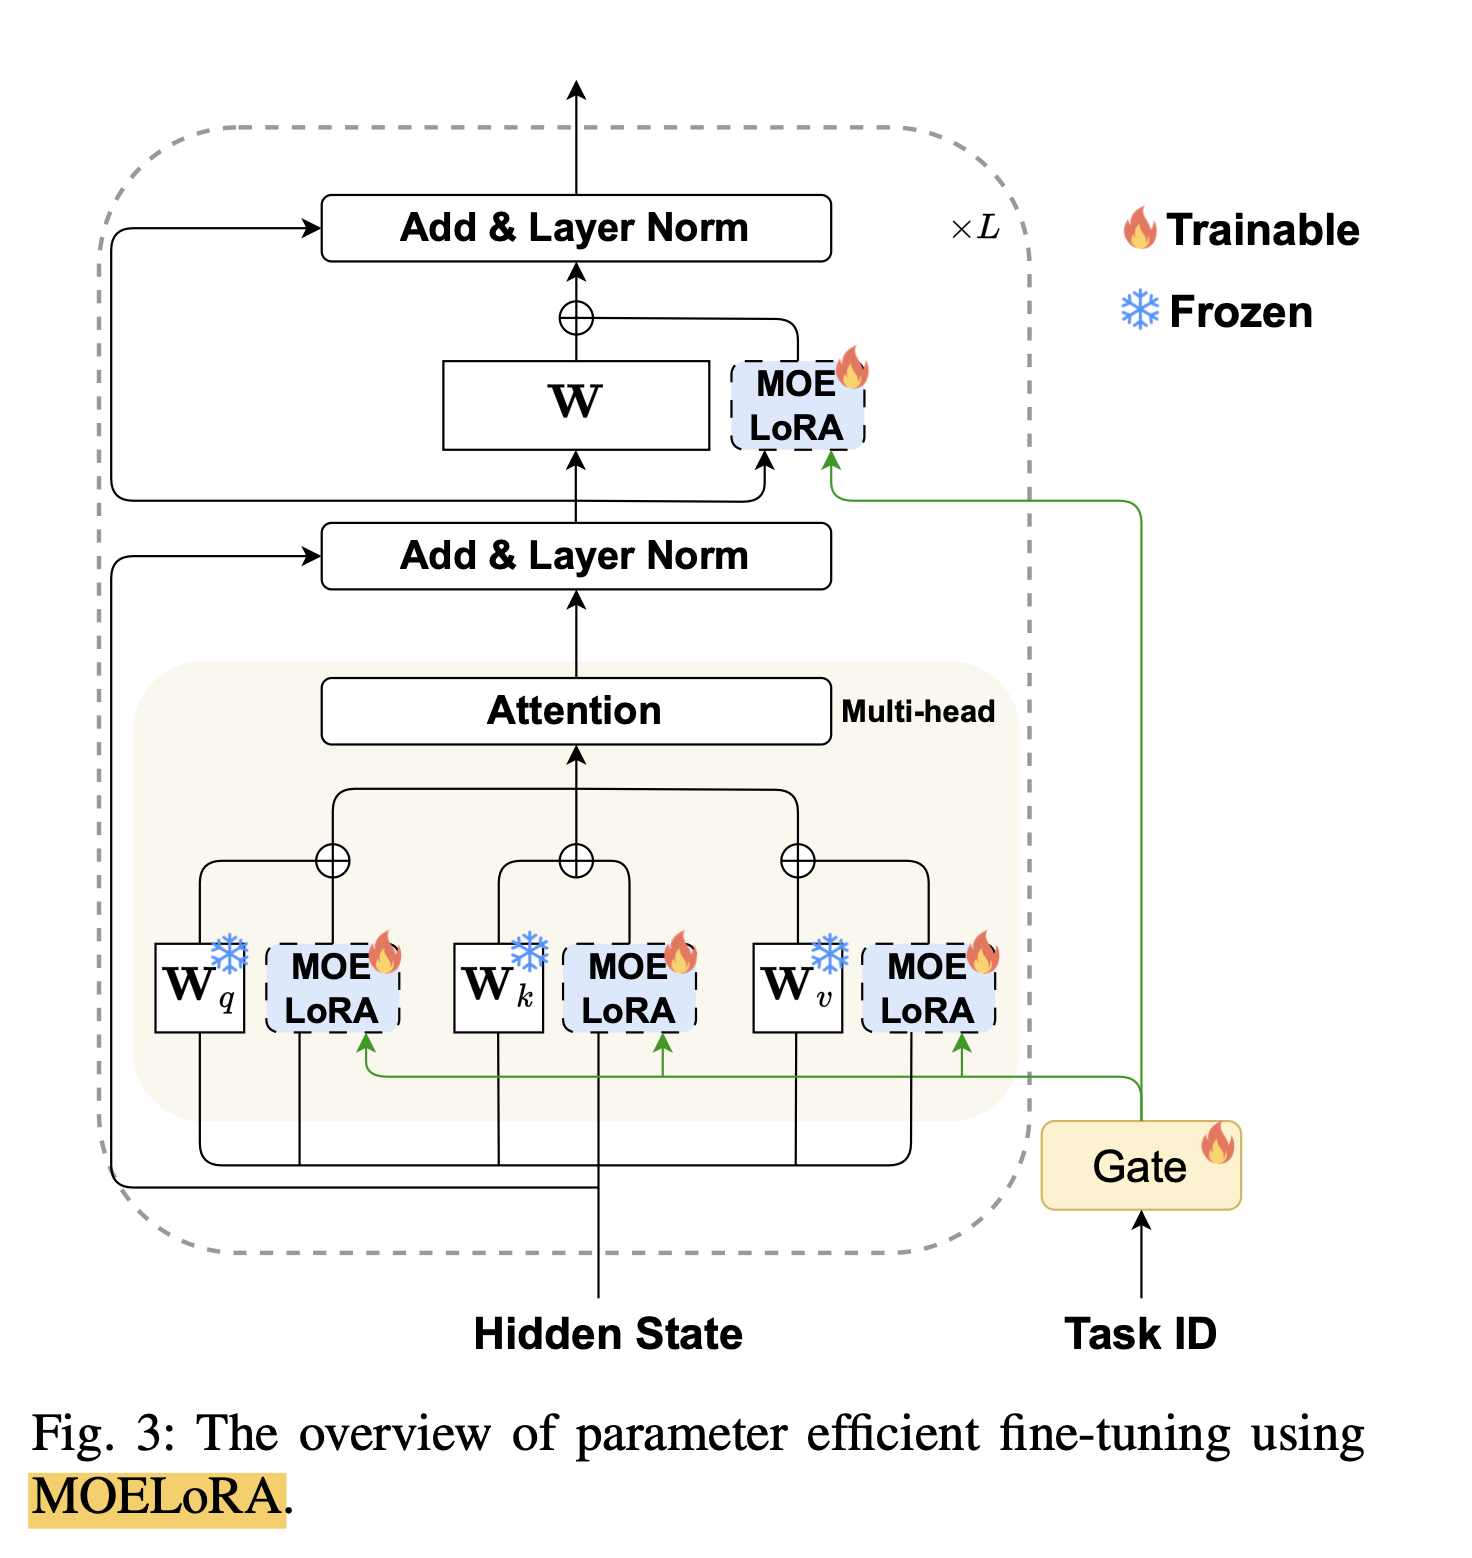 Add & Layer Norm
×L
Trainable
Frozen
W
MOE
LoRA
Add & Layer Norm
Attention
Multi-head
W_q
MOE
LoRA
W_k
MOE
LoRA
W_v
MOE
LoRA
Gate
Hidden State
Task ID
Fig. 3: The overview of parameter efficient fine-tuning using
MOELoRA.